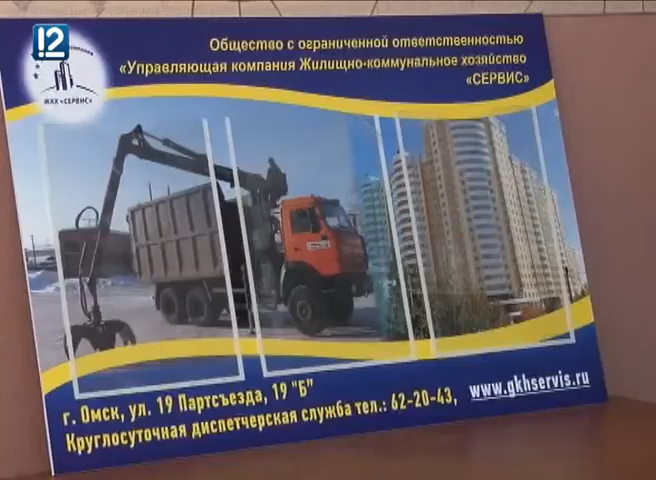 12
Общество с ограниченной ответственностью
«Управляющая компания Жилищно-коммунальное хозяйство
«СЕРВИС»
ЖКХ «СЕРВИС»
г. Омск, ул. 19 Партсъезда, 19 "Б"
Круглосуточная диспетчерская служба тел.: 62-20-43,
www.gkhservis.ru